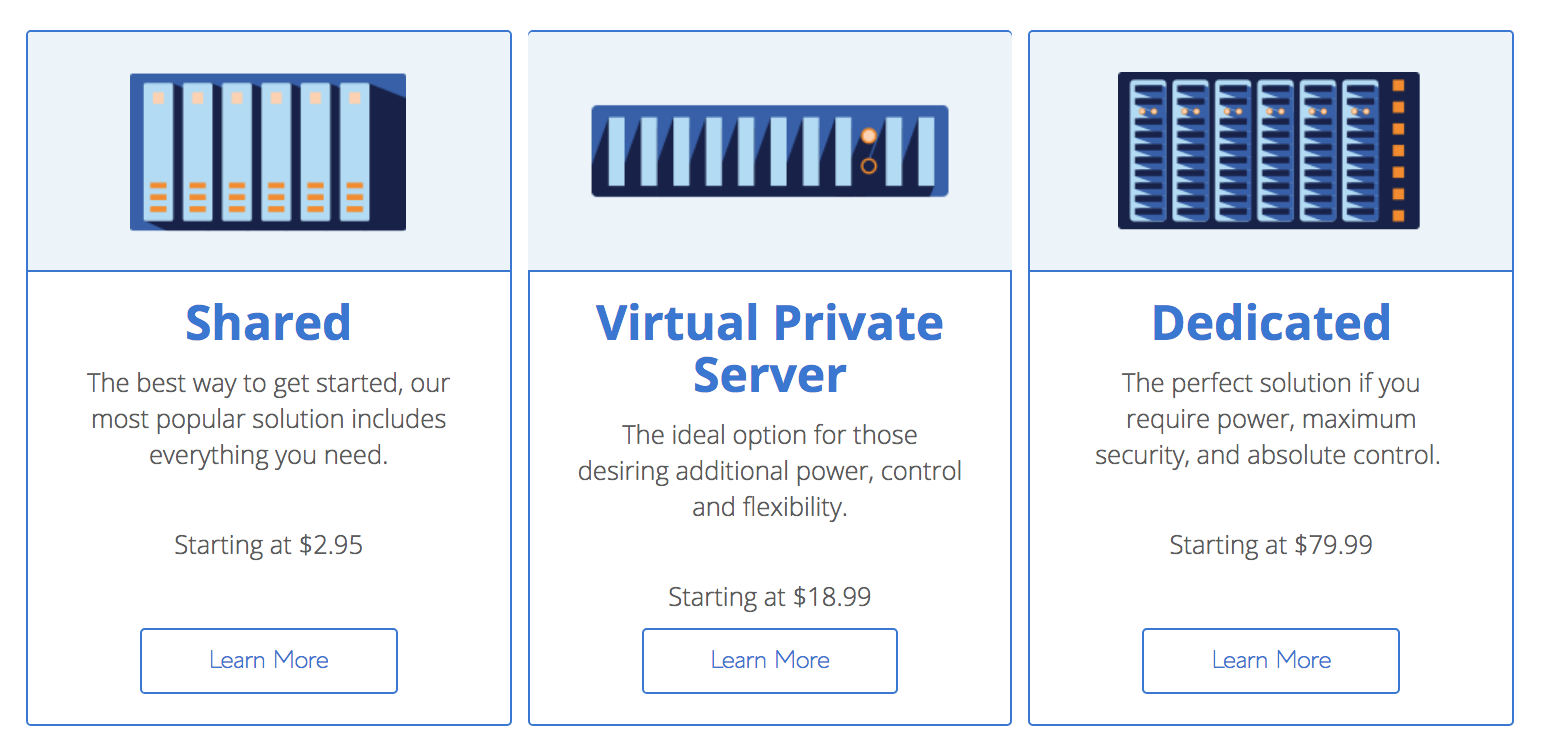 Shared
The best way to get started, our
most popular solution includes
everything you need.
Starting at $2.95
Learn More
Virtual Private
Server
The ideal option for those
desiring additional power, control
and flexibility.
Starting at $18.99
Learn More
Dedicated
The perfect solution if you
require power, maximum
security, and absolute control.
Starting at $79.99
Learn More